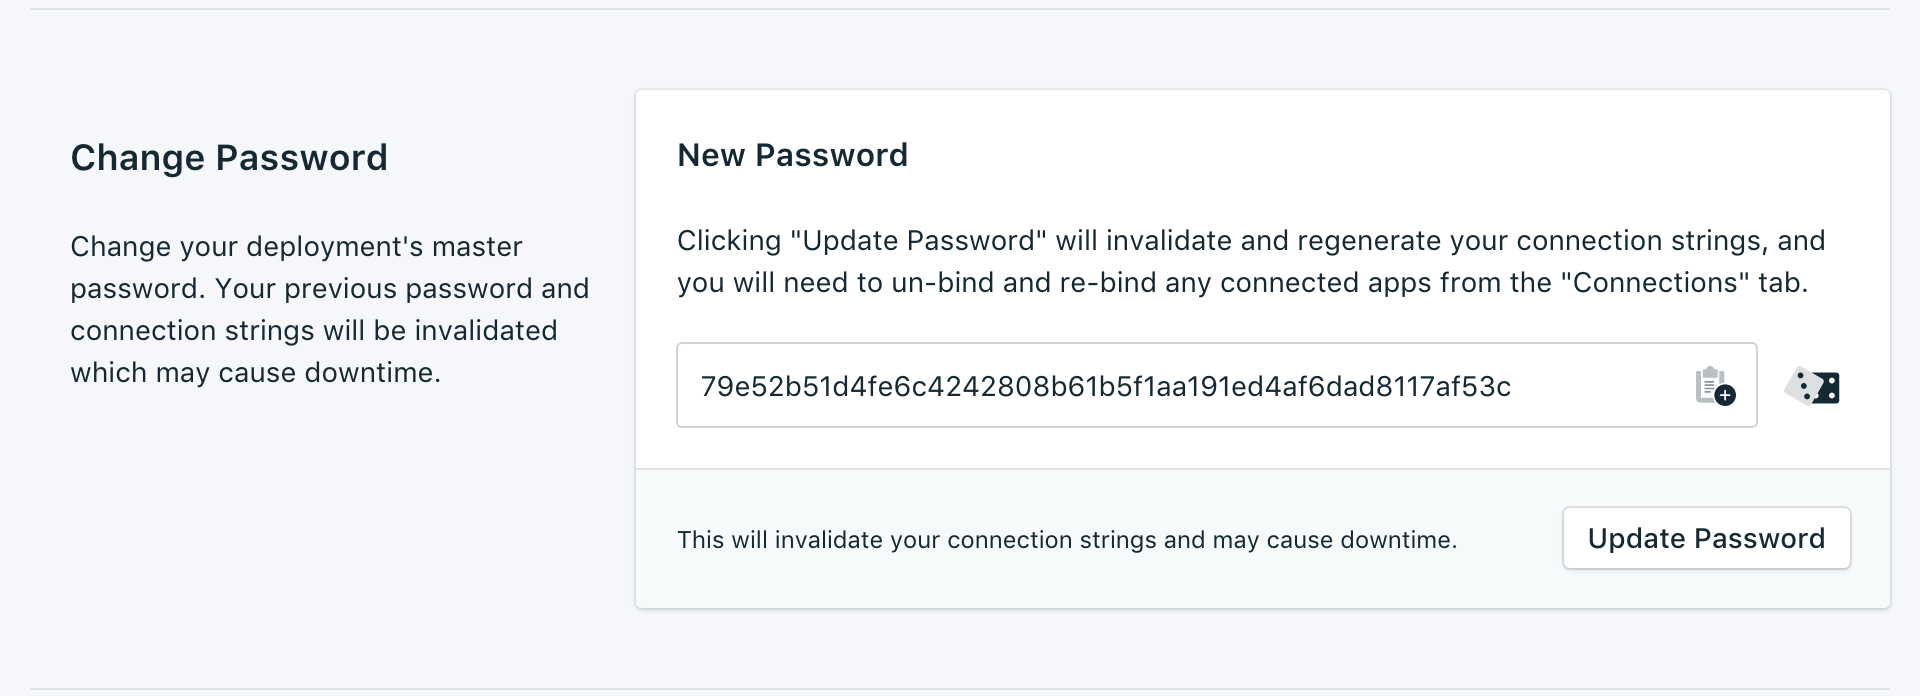 Change Password
Change your deployment's master
password. Your previous password and
connection strings will be invalidated
which may cause downtime.
New Password
Clicking "Update Password" will invalidate and regenerate your connection strings, and
you will need to un-bind and re-bind any connected apps from the "Connections" tab.
79e52b51d4fe6c4242808b61b5f1aa191ed4af6dad8117af53c
This will invalidate your connection strings and may cause downtime.
Update Password